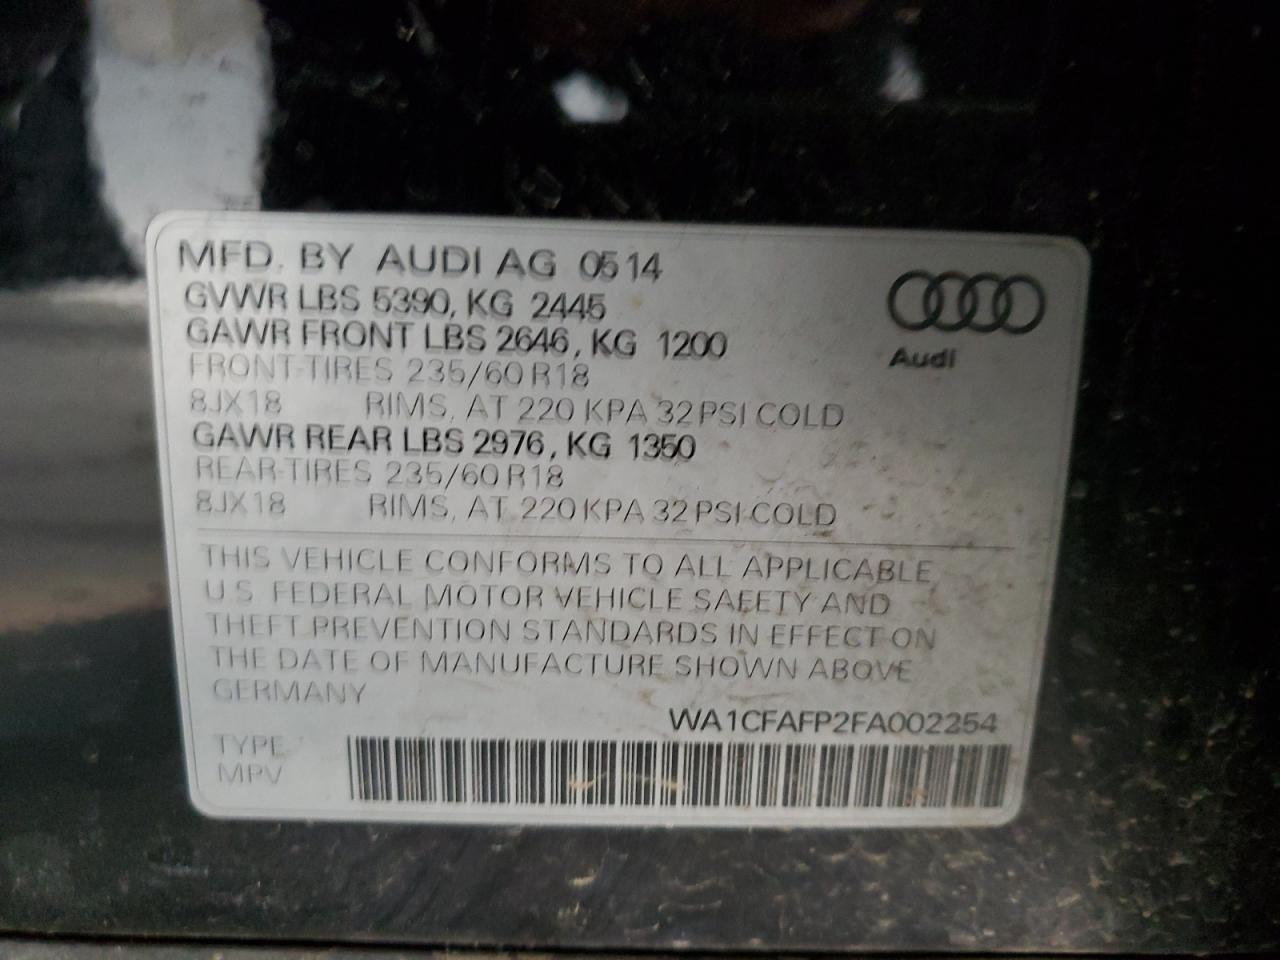 MFD. BY AUDI AG 0514
GVWR LBS 5390, KG 2445
GAWR FRONT LBS 2646, KG 1200
FRONT-TIRES 235/60 R18
8JX18 RIMS, AT 220 KPA 32 PSI COLD
GAWR REAR LBS 2976, KG 1350
REAR-TIRES 235/60 R18
8JX18 RIMS, AT 220 KPA 32 PSI COLD
Audi
THIS VEHICLE CONFORMS TO ALL APPLICABLE
U.S. FEDERAL MOTOR VEHICLE SAFETY AND
THEFT PREVENTION STANDARDS IN EFFECT ON
THE DATE OF MANUFACTURE SHOWN ABOVE
GERMANY
WA1CFAFP2FA002254
TYPE
MPV